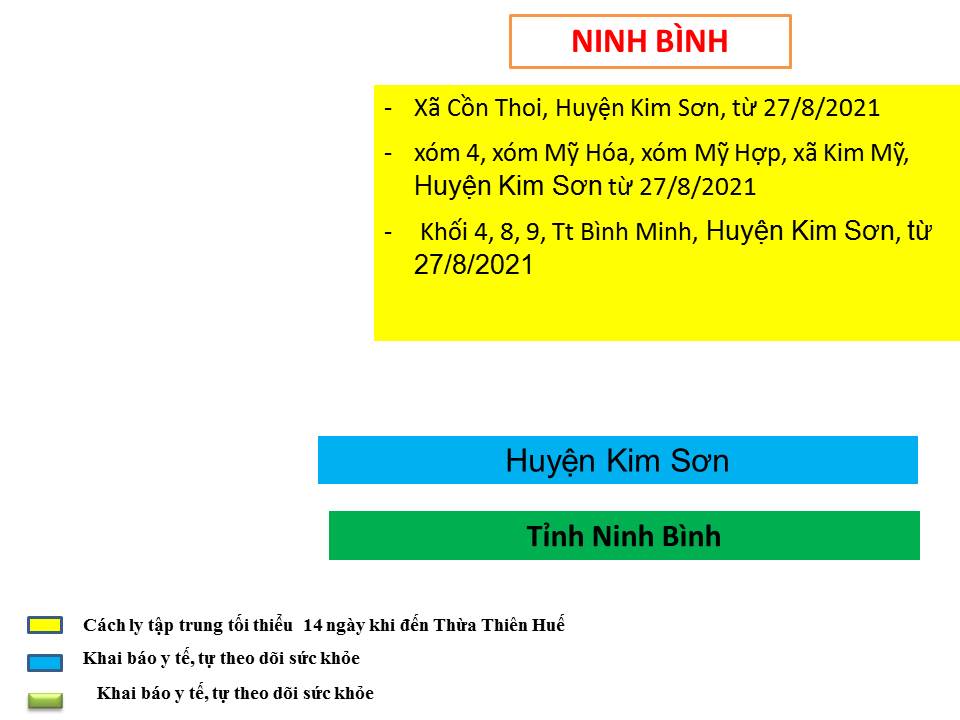 NINH BÌNH
- Xã Cồn Thoi, Huyện Kim Sơn, từ 27/8/2021
- xóm 4, xóm Mỹ Hóa, xóm Mỹ Hợp, xã Kim Mỹ,
Huyện Kim Sơn từ 27/8/2021
- Khối 4, 8, 9, Tt Bình Minh, Huyện Kim Sơn, từ
27/8/2021
Huyện Kim Sơn
Tỉnh Ninh Bình
Cách ly tập trung tối thiểu 14 ngày khi đến Thừa Thiên Huế
Khai báo y tế, tự theo dõi sức khỏe
Khai báo y tế, tự theo dõi sức khỏe